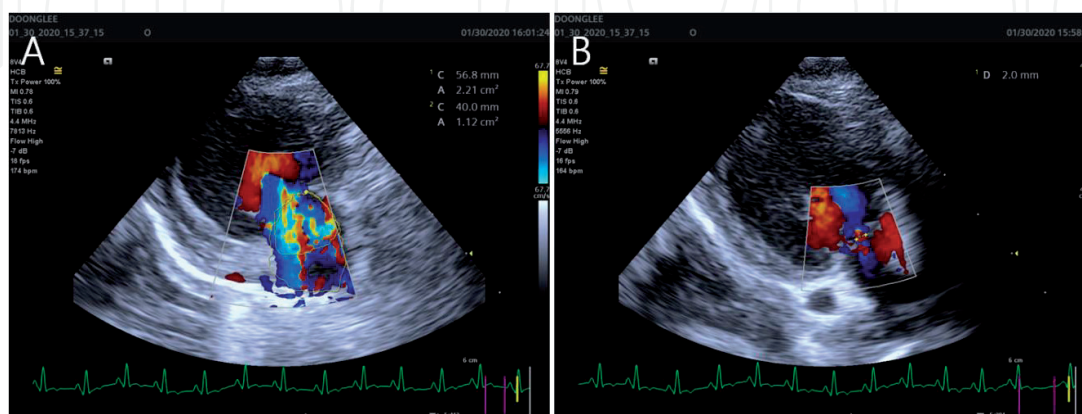 DOONGLEE
01_30_2020_15_37_15 O 01/30/2020 16:01:24
A
8V4
HCB
Tx Power 100%
MI 0.78
TIS 0.6
TIB 0.6
4.4 MHz
7813 Hz
Flow High
-7 dB
18 fps
174 bpm
1 C 56.8 mm
A 2.21 cm²
2 C 40.0 mm
A 1.12 cm²
67.7
67.7
cm/s
6 cm
DOONGLEE
01_30_2020_15_37_15 O 01/30/2020 15:58
B
8V4
HCB
Tx Power 100%
MI 0.79
TIS 0.6
TIB 0.6
4.4 MHz
5556 Hz
Flow High
-7 dB
16 fps
164 bpm
1 D 2.0 mm
6 cm